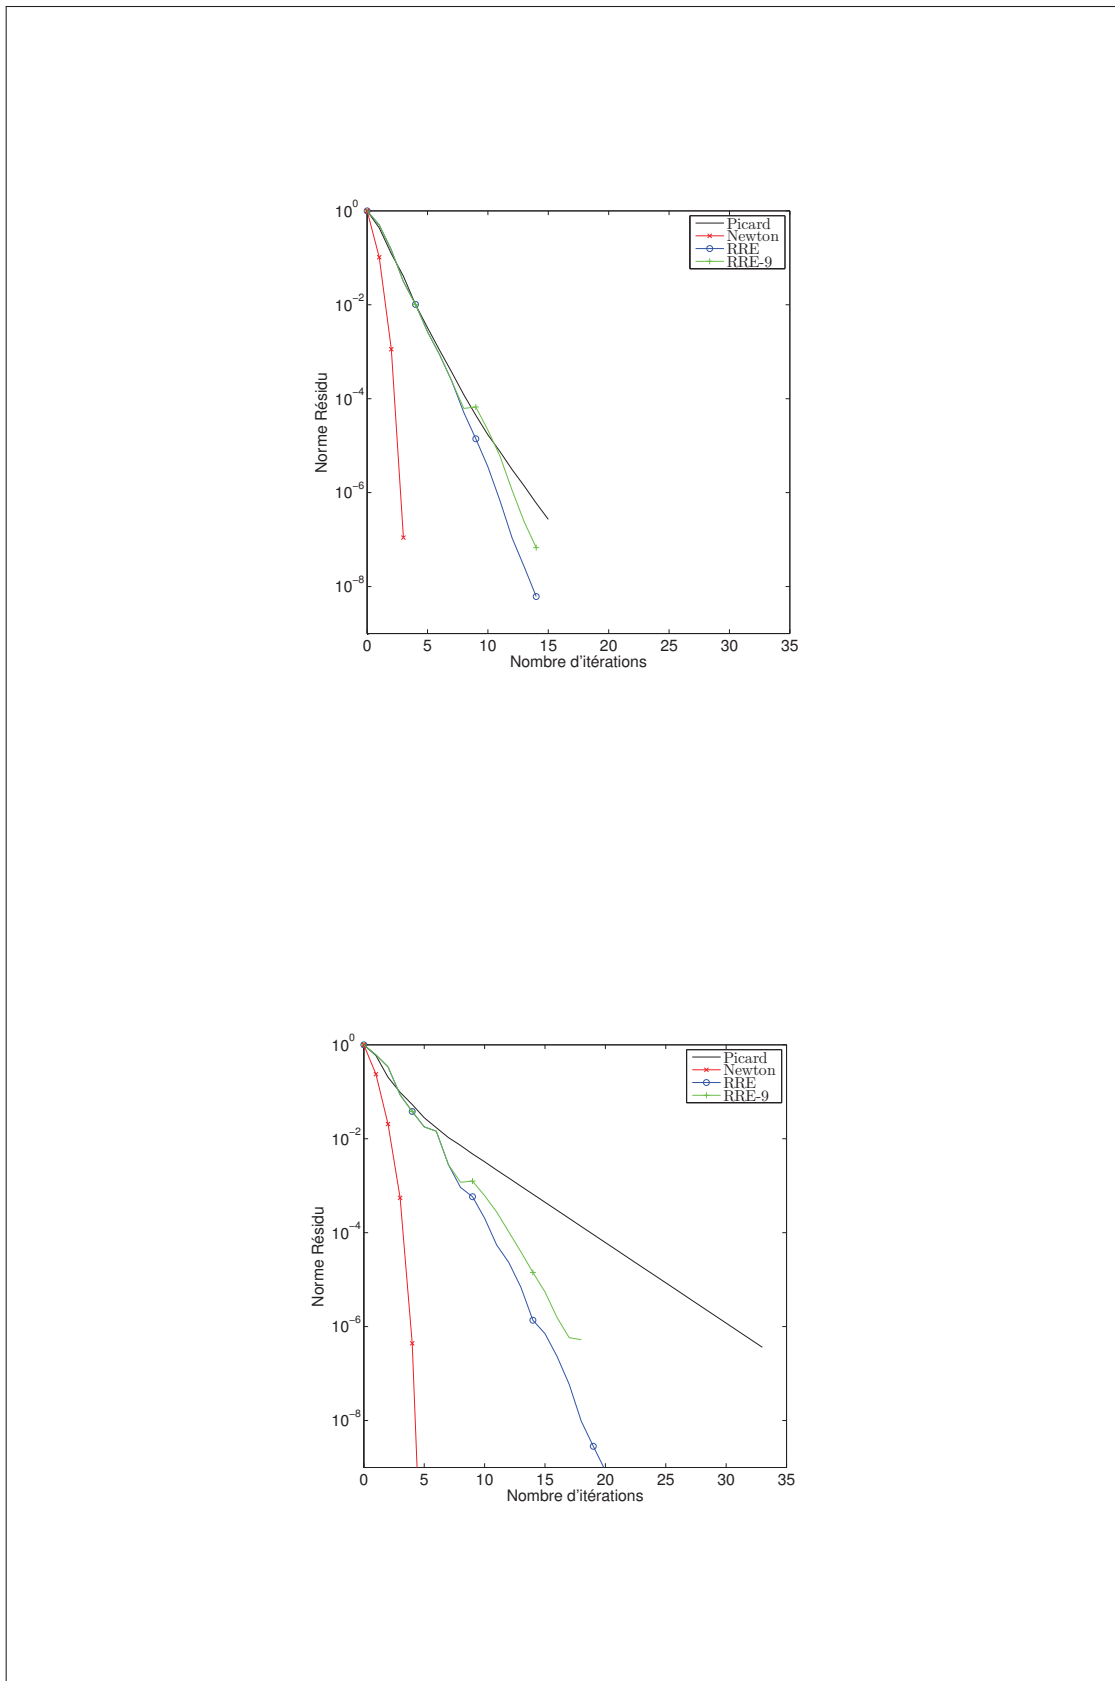 10^0
10^−2
10^−4
10^−6
10^−8
Norme Résidu
0 5 10 15 20 25 30 35
Nombre d'itérations
Picard
Newton
RRE
RRE-9
10^0
10^−2
10^−4
10^−6
10^−8
Norme Résidu
0 5 10 15 20 25 30 35
Nombre d'itérations
Picard
Newton
RRE
RRE-9